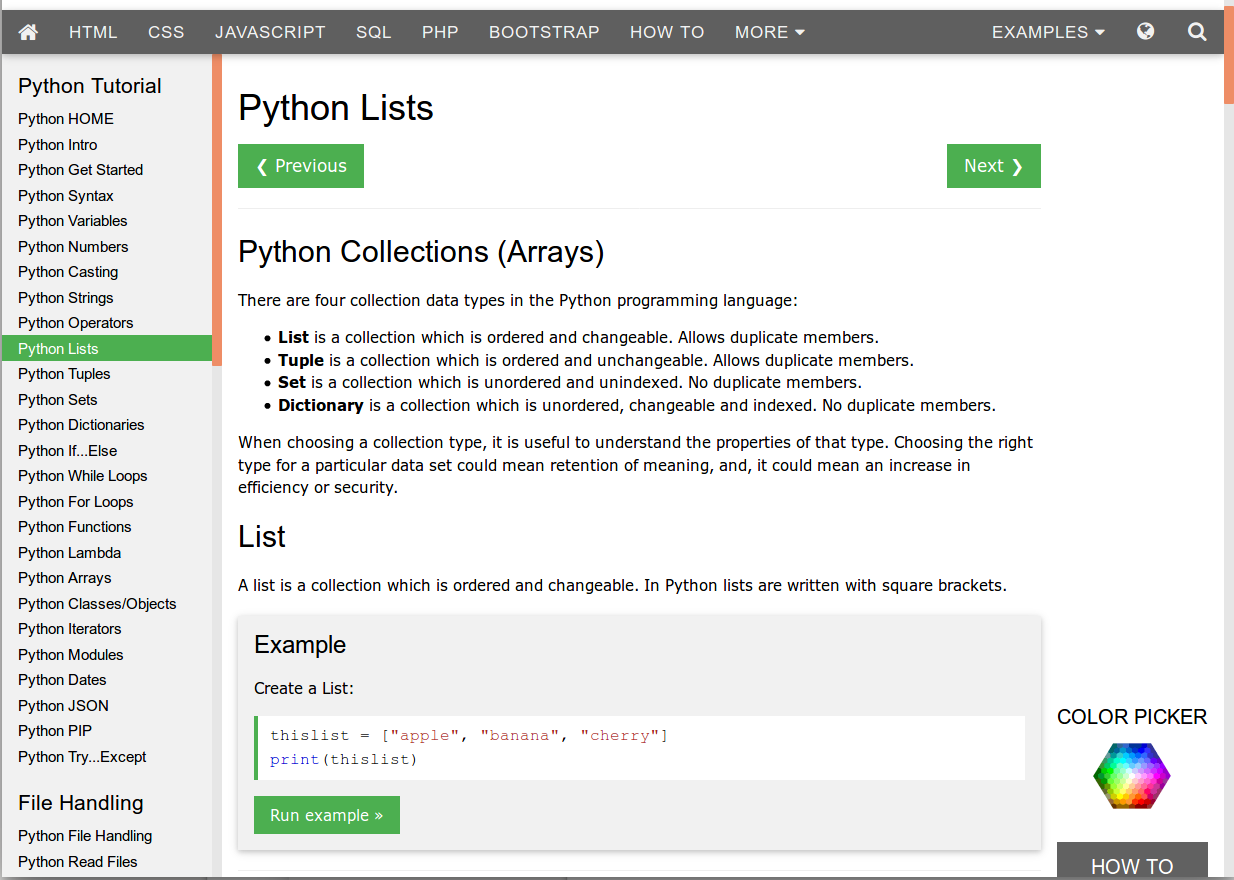 HTML CSS JAVASCRIPT SQL PHP BOOTSTRAP HOW TO MORE EXAMPLES
Python Tutorial
Python HOME
Python Intro
Python Get Started
Python Syntax
Python Variables
Python Numbers
Python Casting
Python Strings
Python Operators
Python Lists
Python Tuples
Python Sets
Python Dictionaries
Python If...Else
Python While Loops
Python For Loops
Python Functions
Python Lambda
Python Arrays
Python Classes/Objects
Python Iterators
Python Modules
Python Dates
Python JSON
Python PIP
Python Try...Except
File Handling
Python File Handling
Python Read Files
Python Lists
❮ Previous
Next ❯
Python Collections (Arrays)
There are four collection data types in the Python programming language:
• List is a collection which is ordered and changeable. Allows duplicate members.
• Tuple is a collection which is ordered and unchangeable. Allows duplicate members.
• Set is a collection which is unordered and unindexed. No duplicate members.
• Dictionary is a collection which is unordered, changeable and indexed. No duplicate members.
When choosing a collection type, it is useful to understand the properties of that type. Choosing the right
type for a particular data set could mean retention of meaning, and, it could mean an increase in
efficiency or security.
List
A list is a collection which is ordered and changeable. In Python lists are written with square brackets.
Example
Create a List:
thislist = ["apple", "banana", "cherry"]
print(thislist)
Run example »
COLOR PICKER
HOW TO